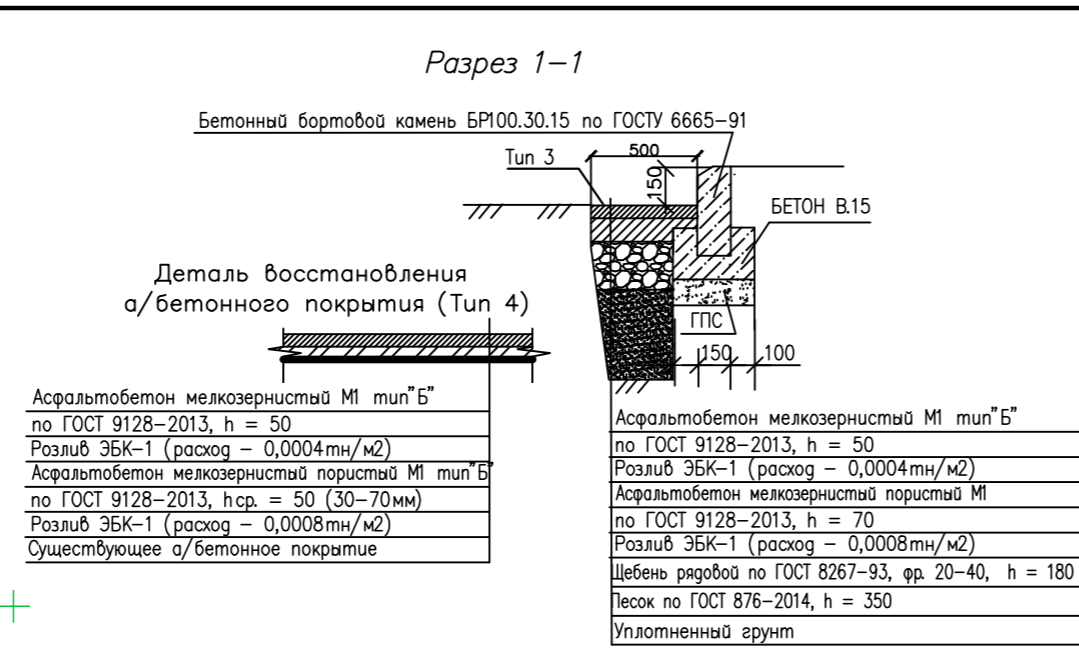 Разрез 1–1
Бетонный бортовой камень БР100.30.15 по ГОСТУ 6665–91
Тип 3
500
150
БЕТОН В.15
Деталь восстановления
а/бетонного покрытия (Тип 4)
ГПС
150
100
Асфальтобетон мелкозернистый М1 тип"Б"
по ГОСТ 9128–2013, h = 50
Розлив ЭБК–1 (расход – 0,0004тн/м2)
Асфальтобетон мелкозернистый пористый М1 тип"Б"
по ГОСТ 9128–2013, hср. = 50 (30–70мм)
Розлив ЭБК–1 (расход – 0,0008тн/м2)
Существующее а/бетонное покрытие
Асфальтобетон мелкозернистый М1 тип"Б"
по ГОСТ 9128–2013, h = 50
Розлив ЭБК–1 (расход – 0,0004тн/м2)
Асфальтобетон мелкозернистый пористый М1
по ГОСТ 9128–2013, h = 70
Розлив ЭБК–1 (расход – 0,0008тн/м2)
Щебень рядовой по ГОСТ 8267–93, фр. 20–40, h = 180
Песок по ГОСТ 876–2014, h = 350
Уплотненный грунт